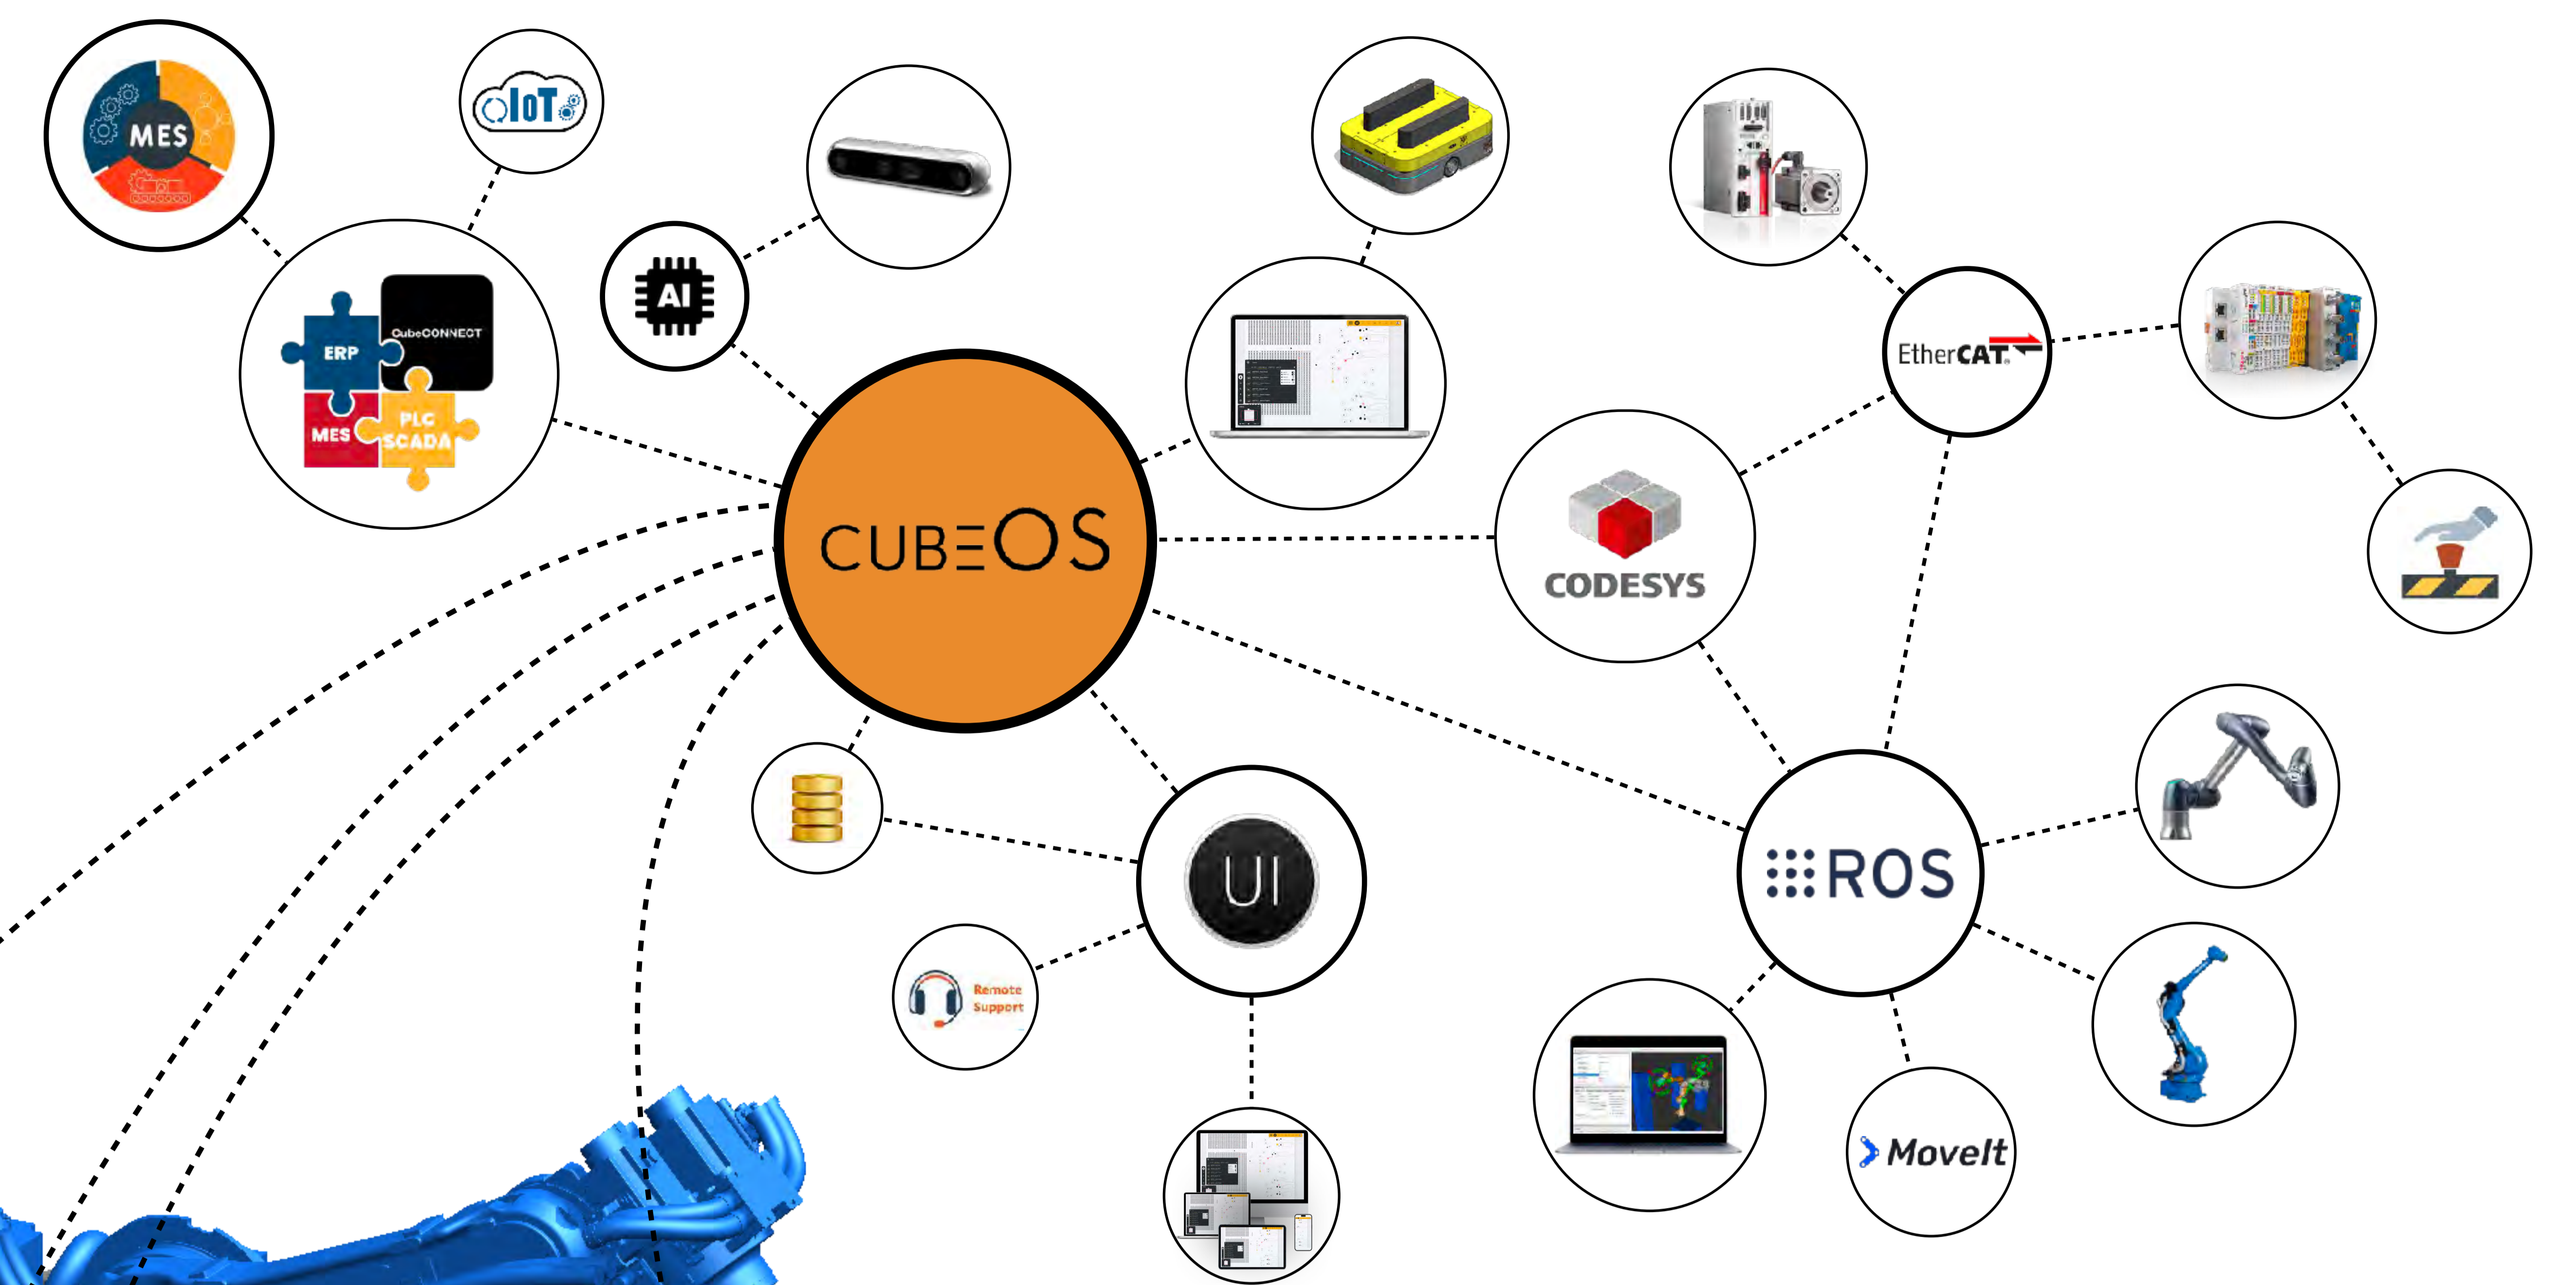 MES
IoT
CubeCONNECT
ERP
MES
PLC
SCADA
AI
CUBEOS
CODESYS
EtherCAT®
UI
Remote
Support
ROS
MoveIt